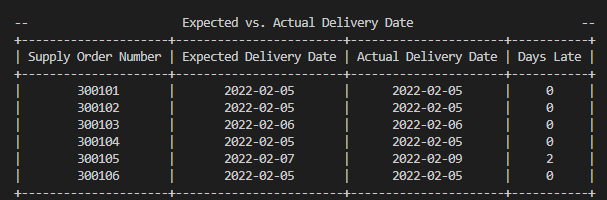 -- Expected vs. Actual Delivery Date --
+---------------------+------------------------+----------------------+-----------+
| Supply Order Number | Expected Delivery Date | Actual Delivery Date | Days Late |
+---------------------+------------------------+----------------------+-----------+
| 300101 | 2022-02-05 | 2022-02-05 | 0 |
| 300102 | 2022-02-05 | 2022-02-05 | 0 |
| 300103 | 2022-02-06 | 2022-02-06 | 0 |
| 300104 | 2022-02-05 | 2022-02-05 | 0 |
| 300105 | 2022-02-07 | 2022-02-09 | 2 |
| 300106 | 2022-02-05 | 2022-02-05 | 0 |
+---------------------+------------------------+----------------------+-----------+